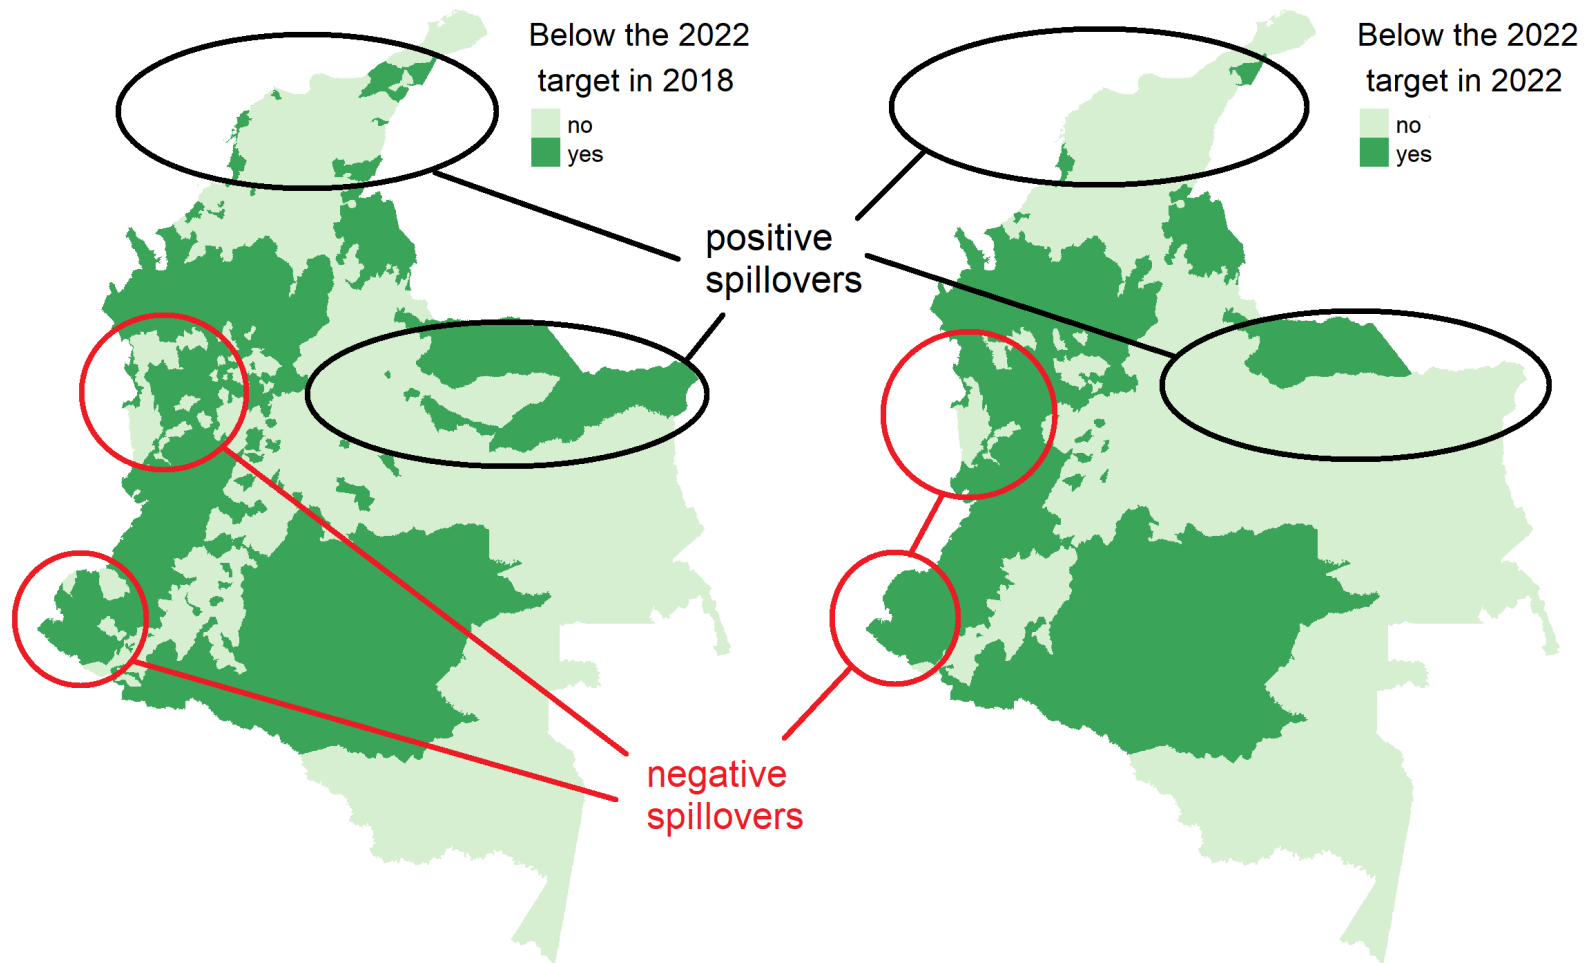 Below the 2022
target in 2018
no
yes
Below the 2022
target in 2022
no
yes
positive
spillovers
negative
spillovers